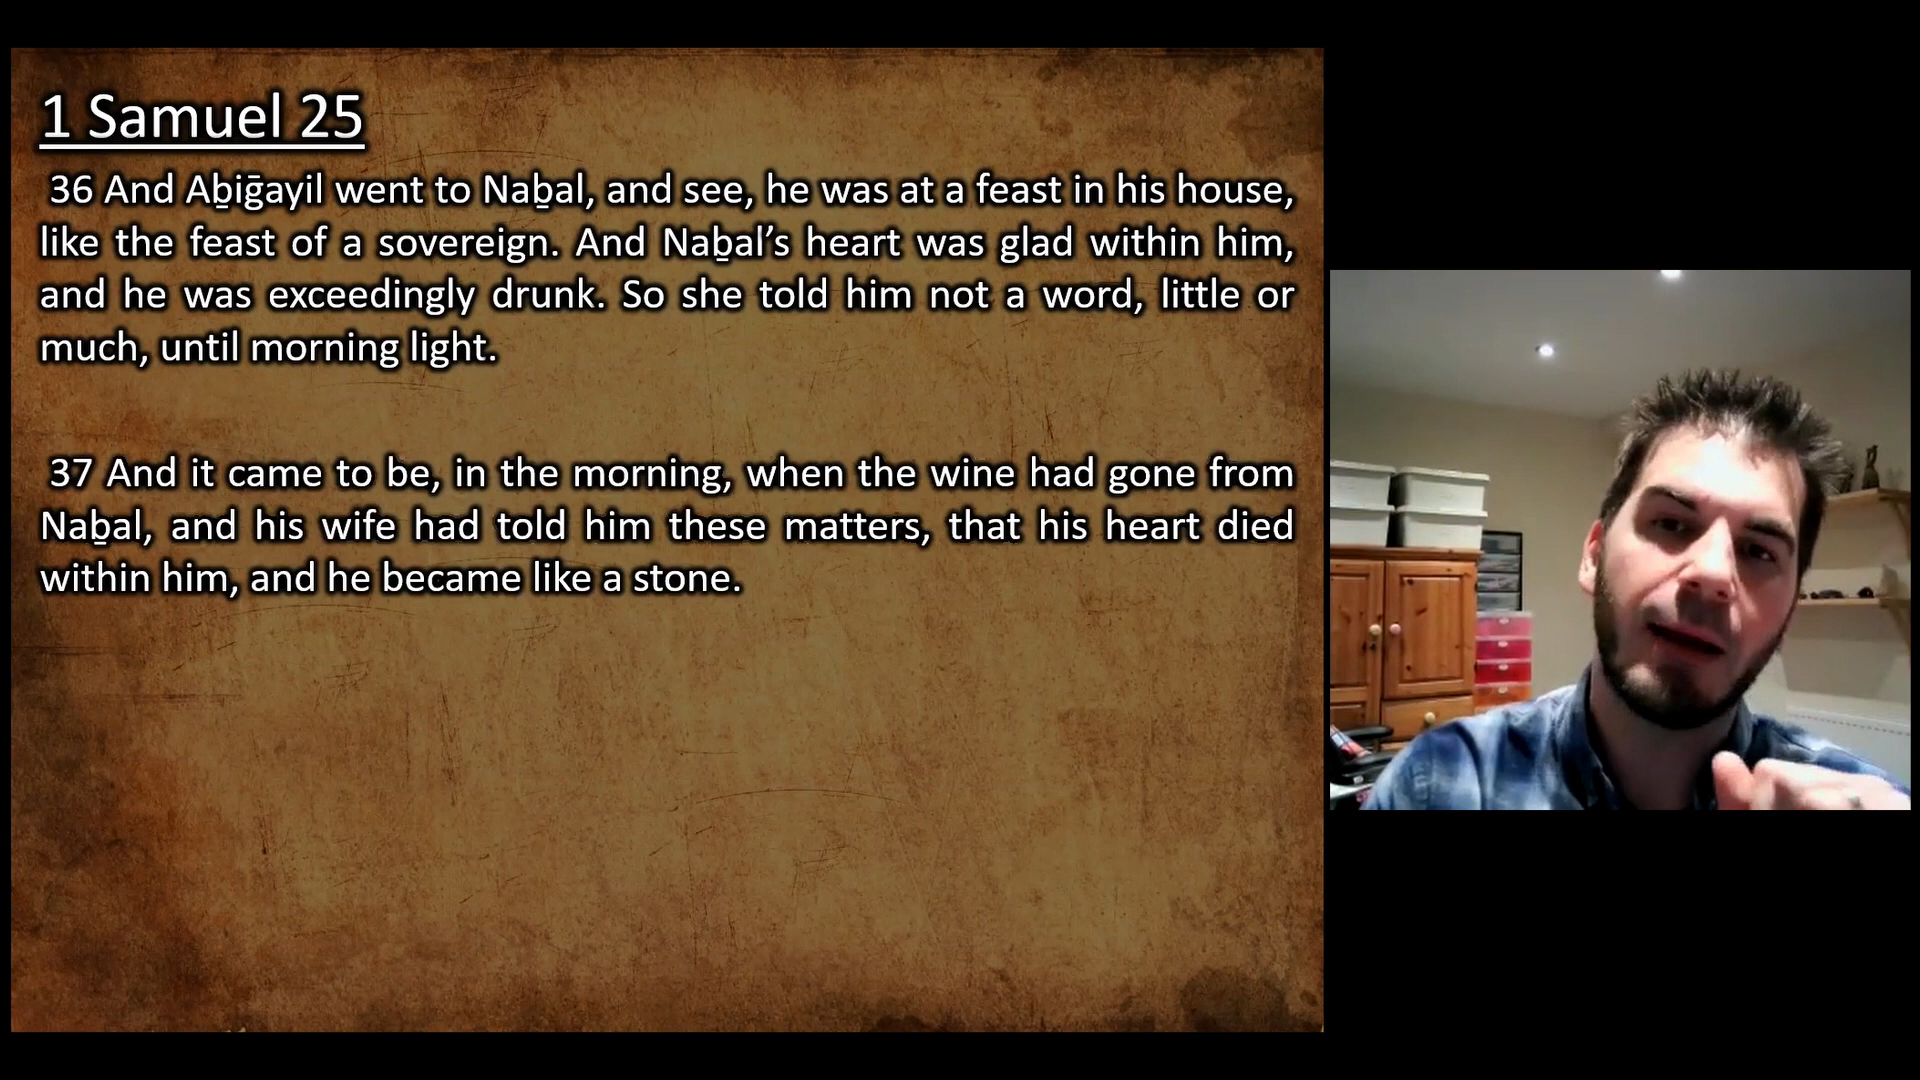 1 Samuel 25
36 And Aḇiḡayil went to Naḇal, and see, he was at a feast in his house,
like the feast of a sovereign. And Naḇal’s heart was glad within him,
and he was exceedingly drunk. So she told him not a word, little or
much, until morning light.
37 And it came to be, in the morning, when the wine had gone from
Naḇal, and his wife had told him these matters, that his heart died
within him, and he became like a stone.